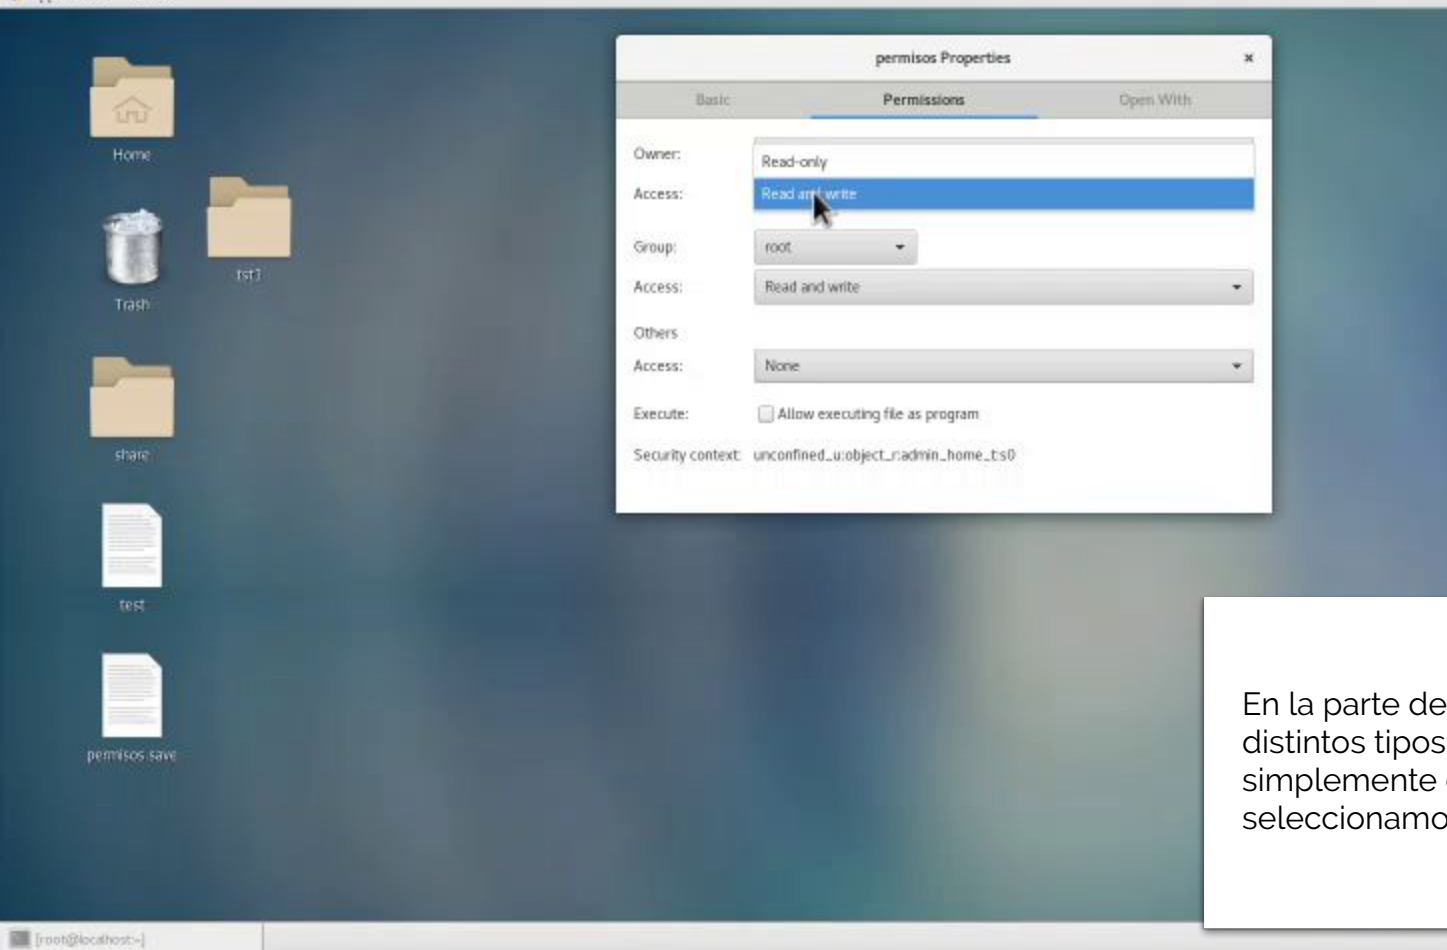 permisos Properties
Basic
Permissions
Open With
Owner:
Read-only
Access:
Read and write
Group:
root
Access:
Read and write
Others
Access:
None
Execute:
Allow executing file as program
Security context:
unconfined_u:object_r:admin_home_t:s0
Home
tst1
Trash
share
test
permisos.save
En la parte de
distintos tipos
simplemente
seleccionamo
[root@localhost:~]